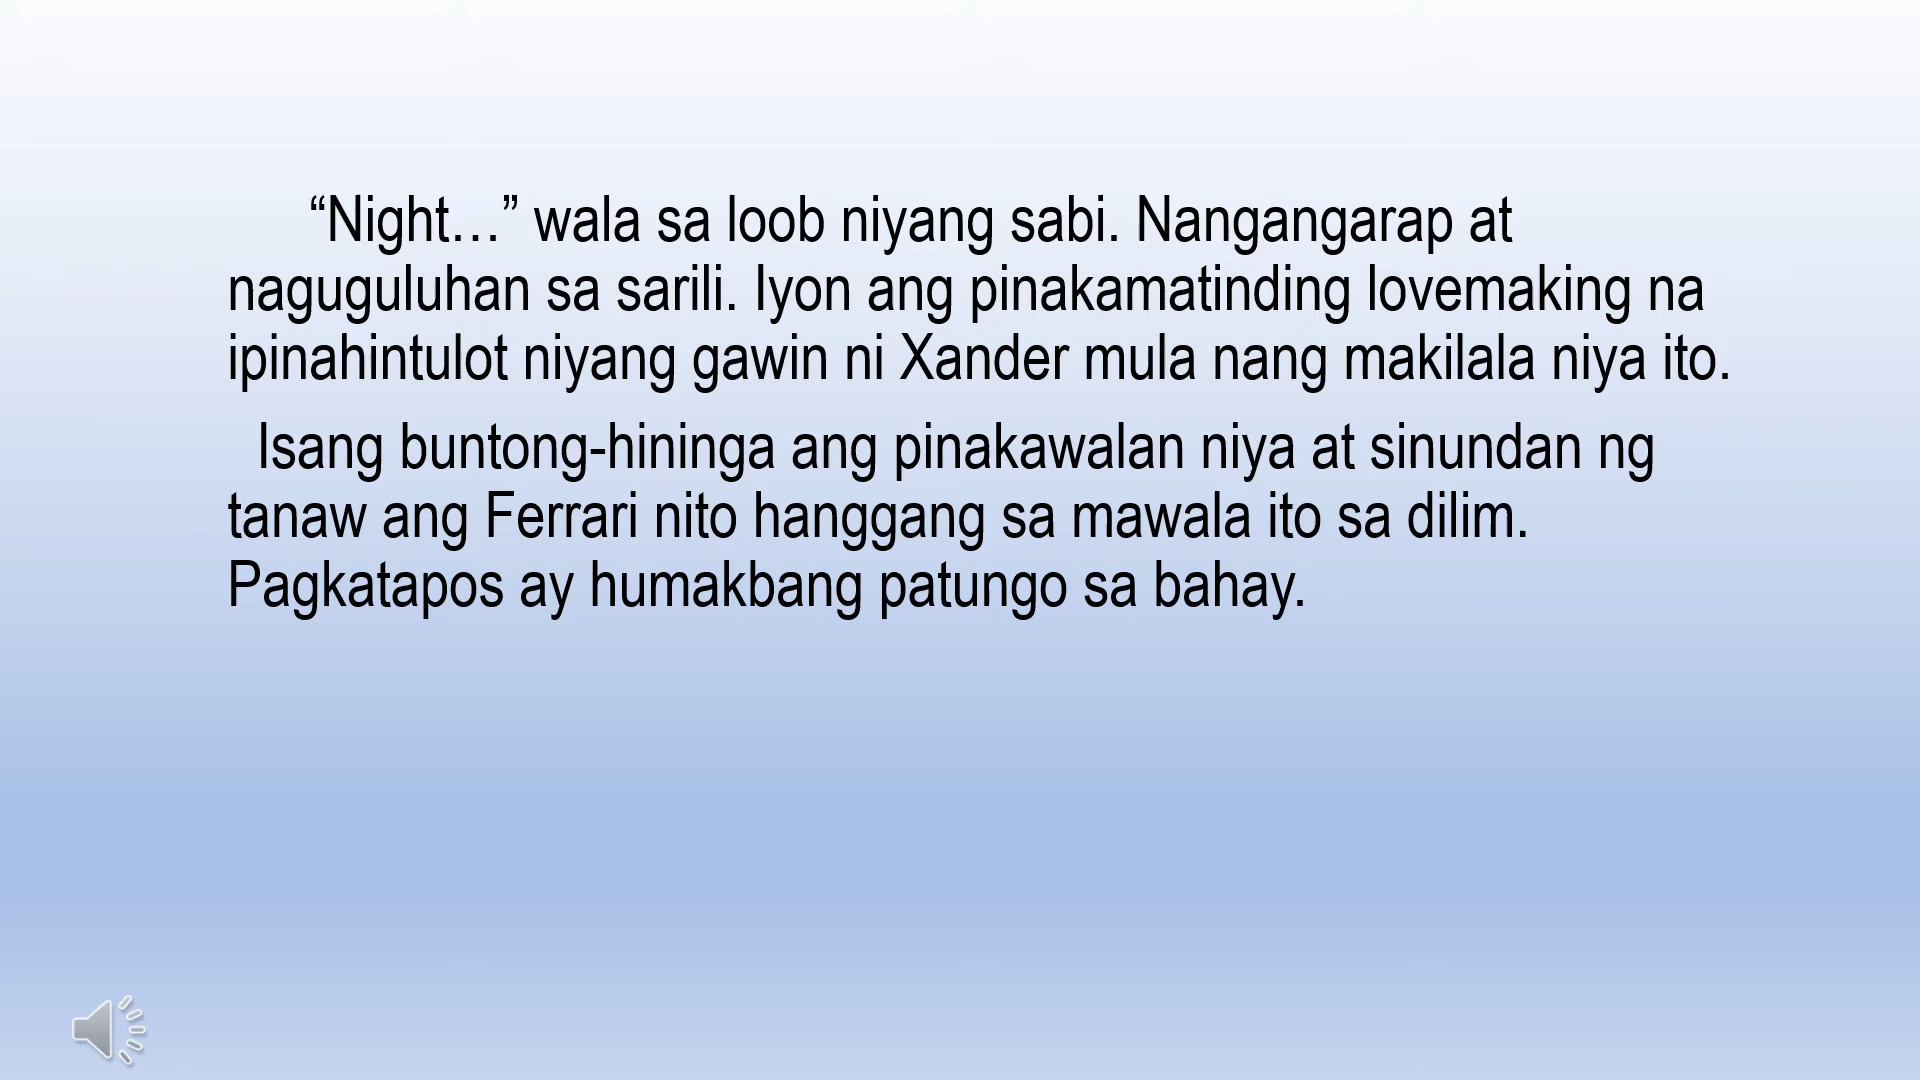 “Night…” wala sa loob niyang sabi. Nangangarap at
naguguluhan sa sarili. Iyon ang pinakamatinding lovemaking na
ipinahintulot niyang gawin ni Xander mula nang makilala niya ito.
Isang buntong-hininga ang pinakawalan niya at sinundan ng
tanaw ang Ferrari nito hanggang sa mawala ito sa dilim.
Pagkatapos ay humakbang patungo sa bahay.